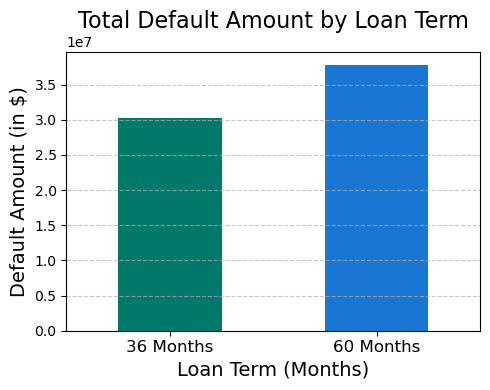 Total Default Amount by Loan Term
1e7
3.5
3.0
2.5
2.0
1.5
1.0
0.5
0.0
Default Amount (in $)
36 Months
60 Months
Loan Term (Months)